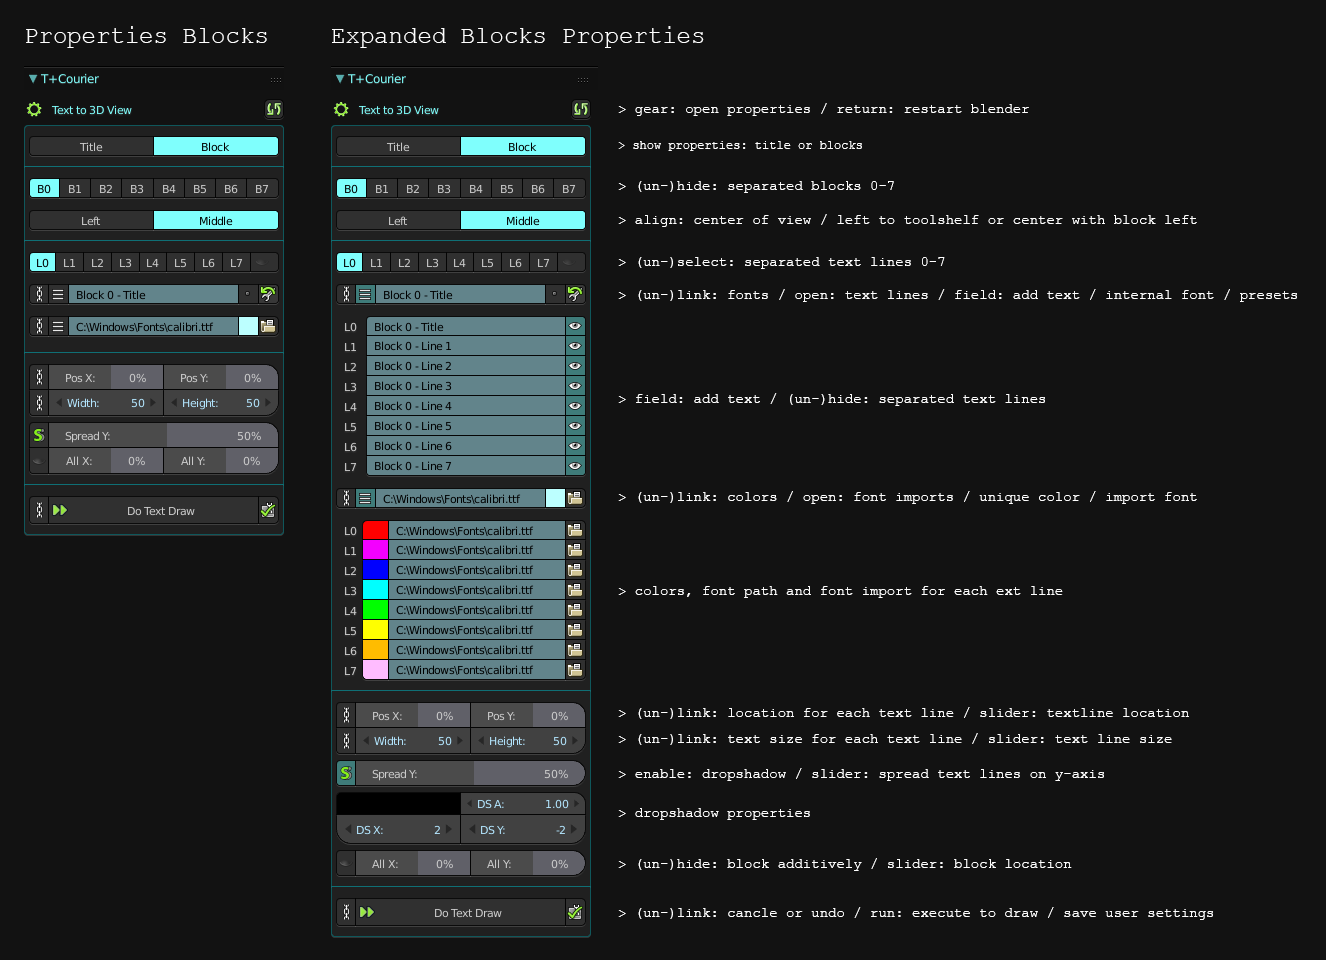 Properties Blocks
Expanded Blocks Properties
T+Courier
Text to 3D View
Title Block
B0 B1 B2 B3 B4 B5 B6 B7
Left Middle
L0 L1 L2 L3 L4 L5 L6 L7
Block 0 - Title
C:\Windows\Fonts\calibri.ttf
Pos X: 0% Pos Y: 0%
Width: 50 Height: 50
Spread Y: 50%
All X: 0% All Y: 0%
Do Text Draw
T+Courier
Text to 3D View
> gear: open properties / return: restart blender
Title Block
> show properties: title or blocks
B0 B1 B2 B3 B4 B5 B6 B7
> (un-)hide: separated blocks 0-7
Left Middle
> align: center of view / left to toolshelf or center with block left
L0 L1 L2 L3 L4 L5 L6 L7
> (un-)select: separated text lines 0-7
Block 0 - Title
> (un-)link: fonts / open: text lines / field: add text / internal font / presets
L0 Block 0 - Title
L1 Block 0 - Line 1
L2 Block 0 - Line 2
L3 Block 0 - Line 3
L4 Block 0 - Line 4
L5 Block 0 - Line 5
L6 Block 0 - Line 6
L7 Block 0 - Line 7
> field: add text / (un-)hide: separated text lines
C:\Windows\Fonts\calibri.ttf
> (un-)link: colors / open: font imports / unique color / import font
L0 C:\Windows\Fonts\calibri.ttf
L1 C:\Windows\Fonts\calibri.ttf
L2 C:\Windows\Fonts\calibri.ttf
L3 C:\Windows\Fonts\calibri.ttf
L4 C:\Windows\Fonts\calibri.ttf
L5 C:\Windows\Fonts\calibri.ttf
L6 C:\Windows\Fonts\calibri.ttf
L7 C:\Windows\Fonts\calibri.ttf
> colors, font path and font import for each ext line
Pos X: 0% Pos Y: 0%
> (un-)link: location for each text line / slider: textline location
Width: 50 Height: 50
> (un-)link: text size for each text line / slider: text line size
Spread Y: 50%
> enable: dropshadow / slider: spread text lines on y-axis
DS A: 1.00
DS X: 2 DS Y: -2
> dropshadow properties
All X: 0% All Y: 0%
> (un-)hide: block additively / slider: block location
Do Text Draw
> (un-)link: cancle or undo / run: execute to draw / save user settings